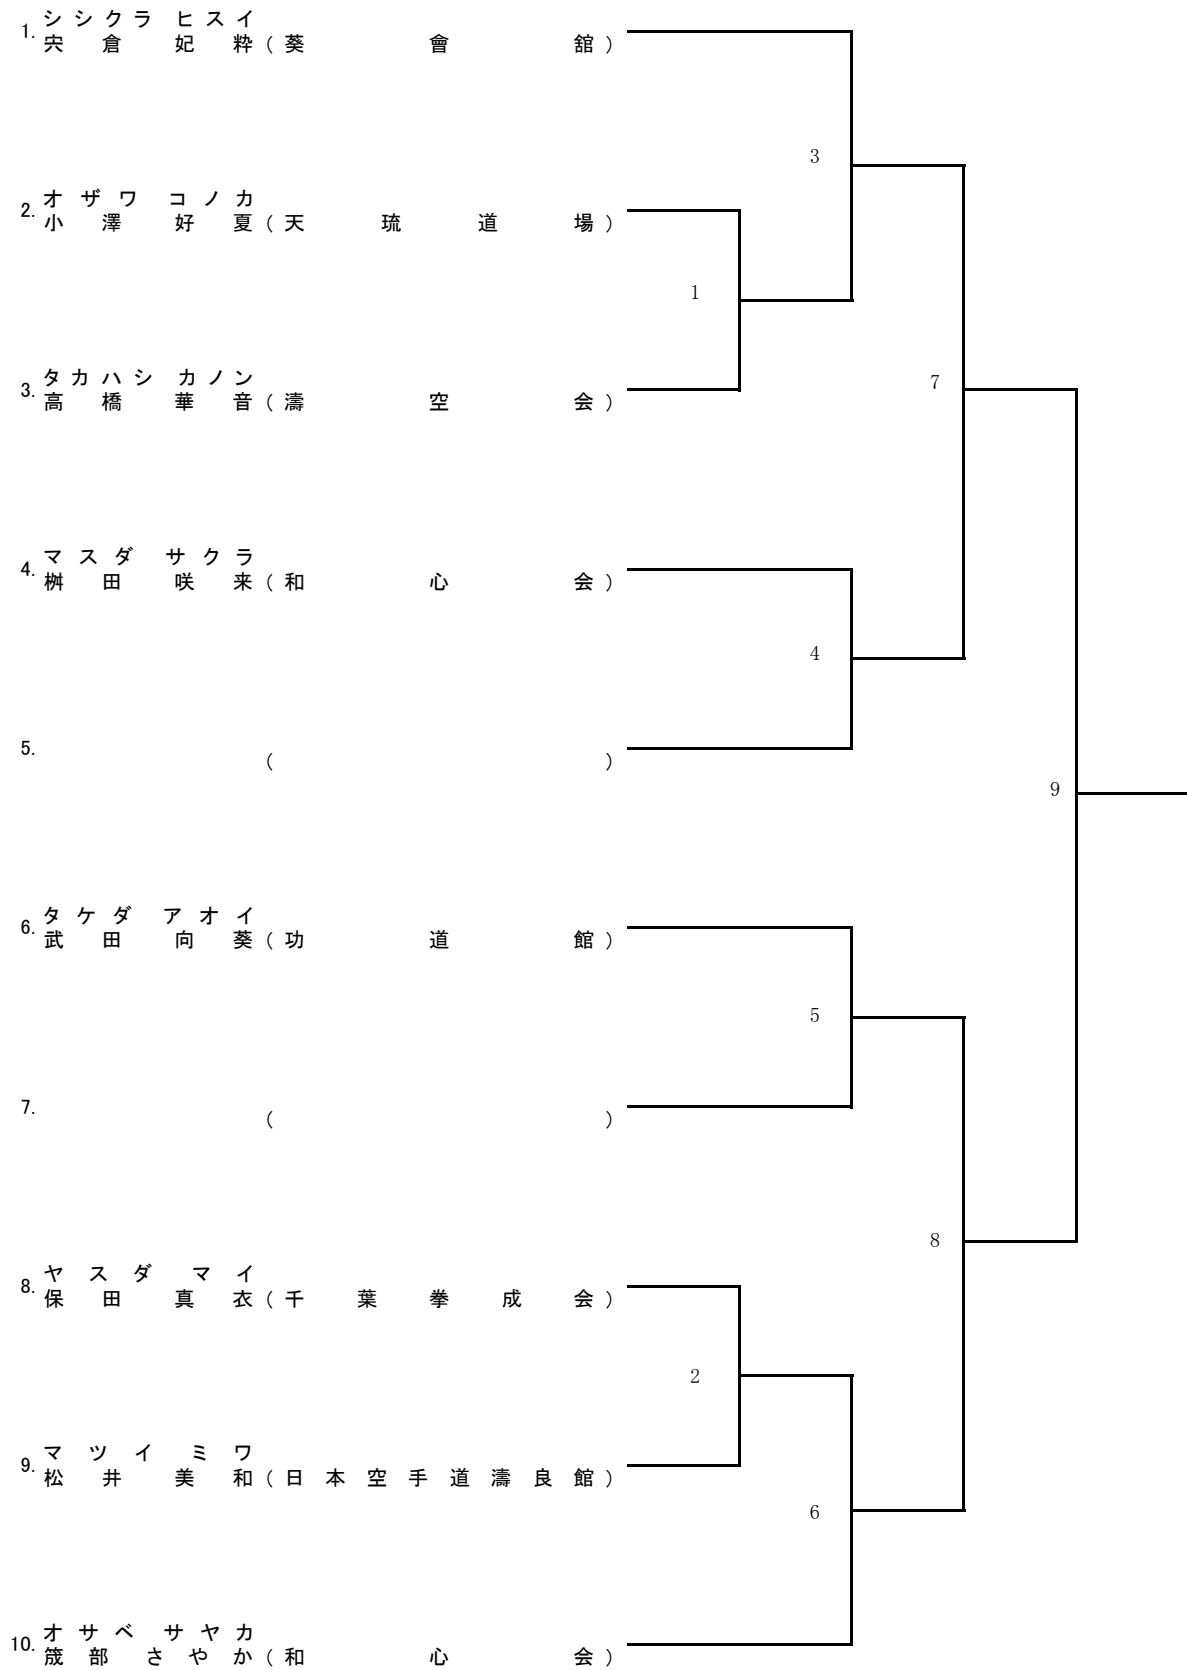 シシクラ ヒスイ
1. 宍倉 妃粋 (葵會舘)
3
オザワ コノカ
2. 小澤 好夏 (天琉道場)
1
タカハシ カノン
3. 高橋 華音 (濤空会)
7
マスダ サクラ
4. 桝田 咲来 (和心会)
4
5. ( )
9
タケダ アオイ
6. 武田 向葵 (功道館)
5
7. ( )
8
ヤスダ マイ
8. 保田 真衣 (千葉拳成会)
2
マツイ ミワ
9. 松井 美和 (日本空手道濤良館)
6
オサベ サヤカ
10. 筬部 さやか (和心会)